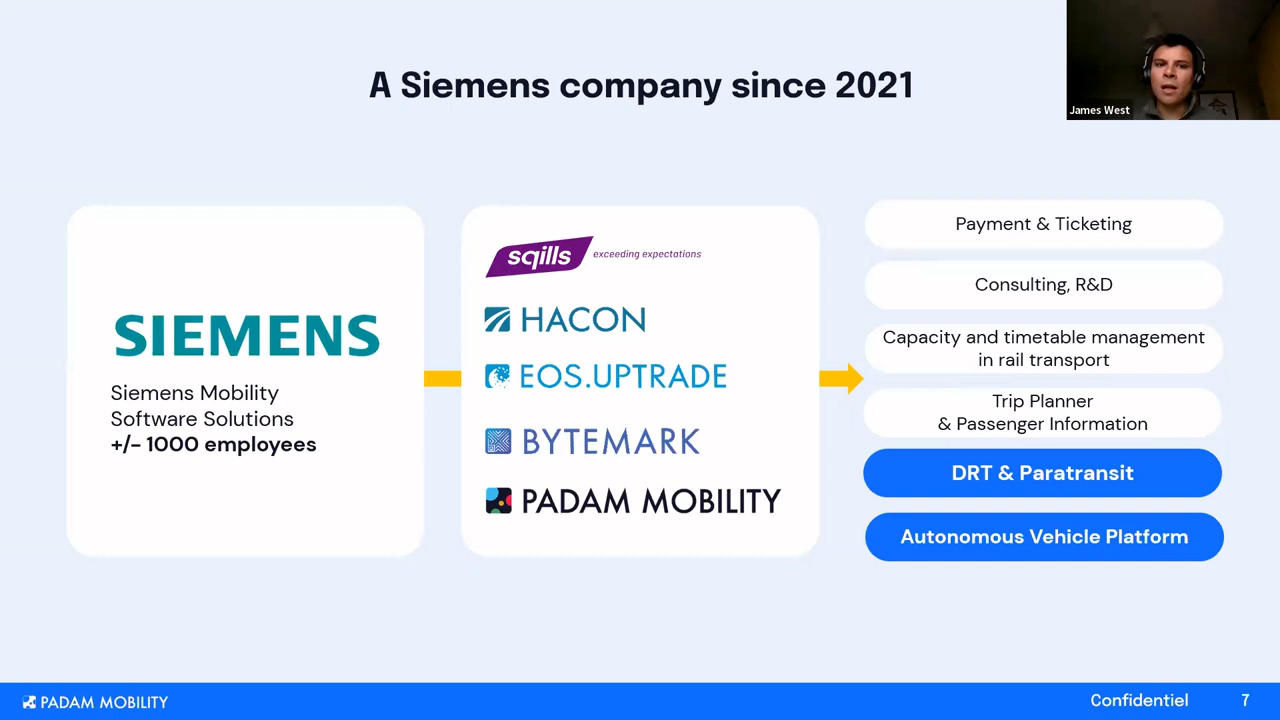 A Siemens company since 2021
James West
SIEMENS
Siemens Mobility
Software Solutions
+/- 1000 employees
sqills exceeding expectations
HACON
EOS.UPTRADE
BYTEMARK
PADAM MOBILITY
Payment & Ticketing
Consulting, R&D
Capacity and timetable management
in rail transport
Trip Planner
& Passenger Information
DRT & Paratransit
Autonomous Vehicle Platform
PADAM MOBILITY
Confidentiel 7